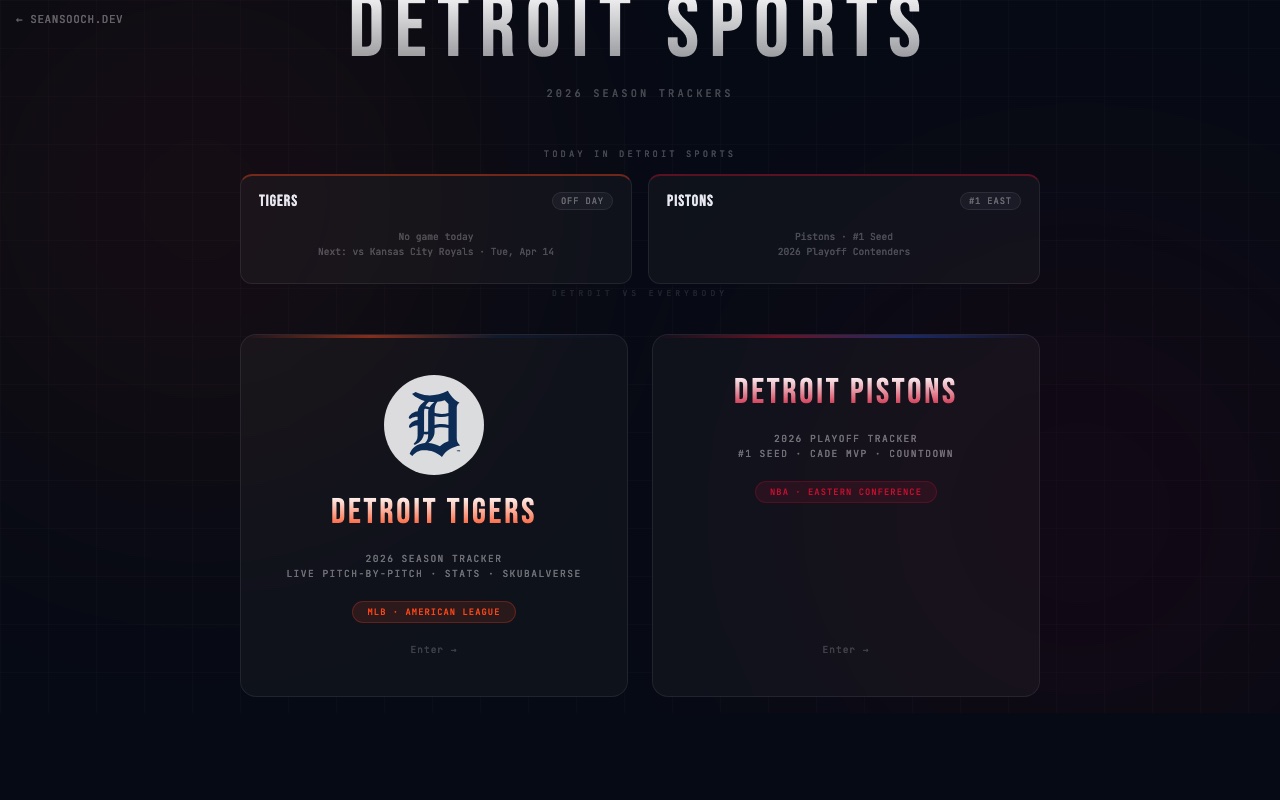 ← SEANSOOCH.DEV
DETROIT SPORTS
2026 SEASON TRACKERS
TODAY IN DETROIT SPORTS
TIGERS
OFF DAY
No game today
Next: vs Kansas City Royals · Tue, Apr 14
PISTONS
#1 EAST
Pistons · #1 Seed
2026 Playoff Contenders
DETROIT VS EVERYBODY
D
DETROIT TIGERS
2026 SEASON TRACKER
LIVE PITCH-BY-PITCH · STATS · SKUBALVERSE
MLB · AMERICAN LEAGUE
Enter →
DETROIT PISTONS
2026 PLAYOFF TRACKER
#1 SEED · CADE MVP · COUNTDOWN
NBA · EASTERN CONFERENCE
Enter →